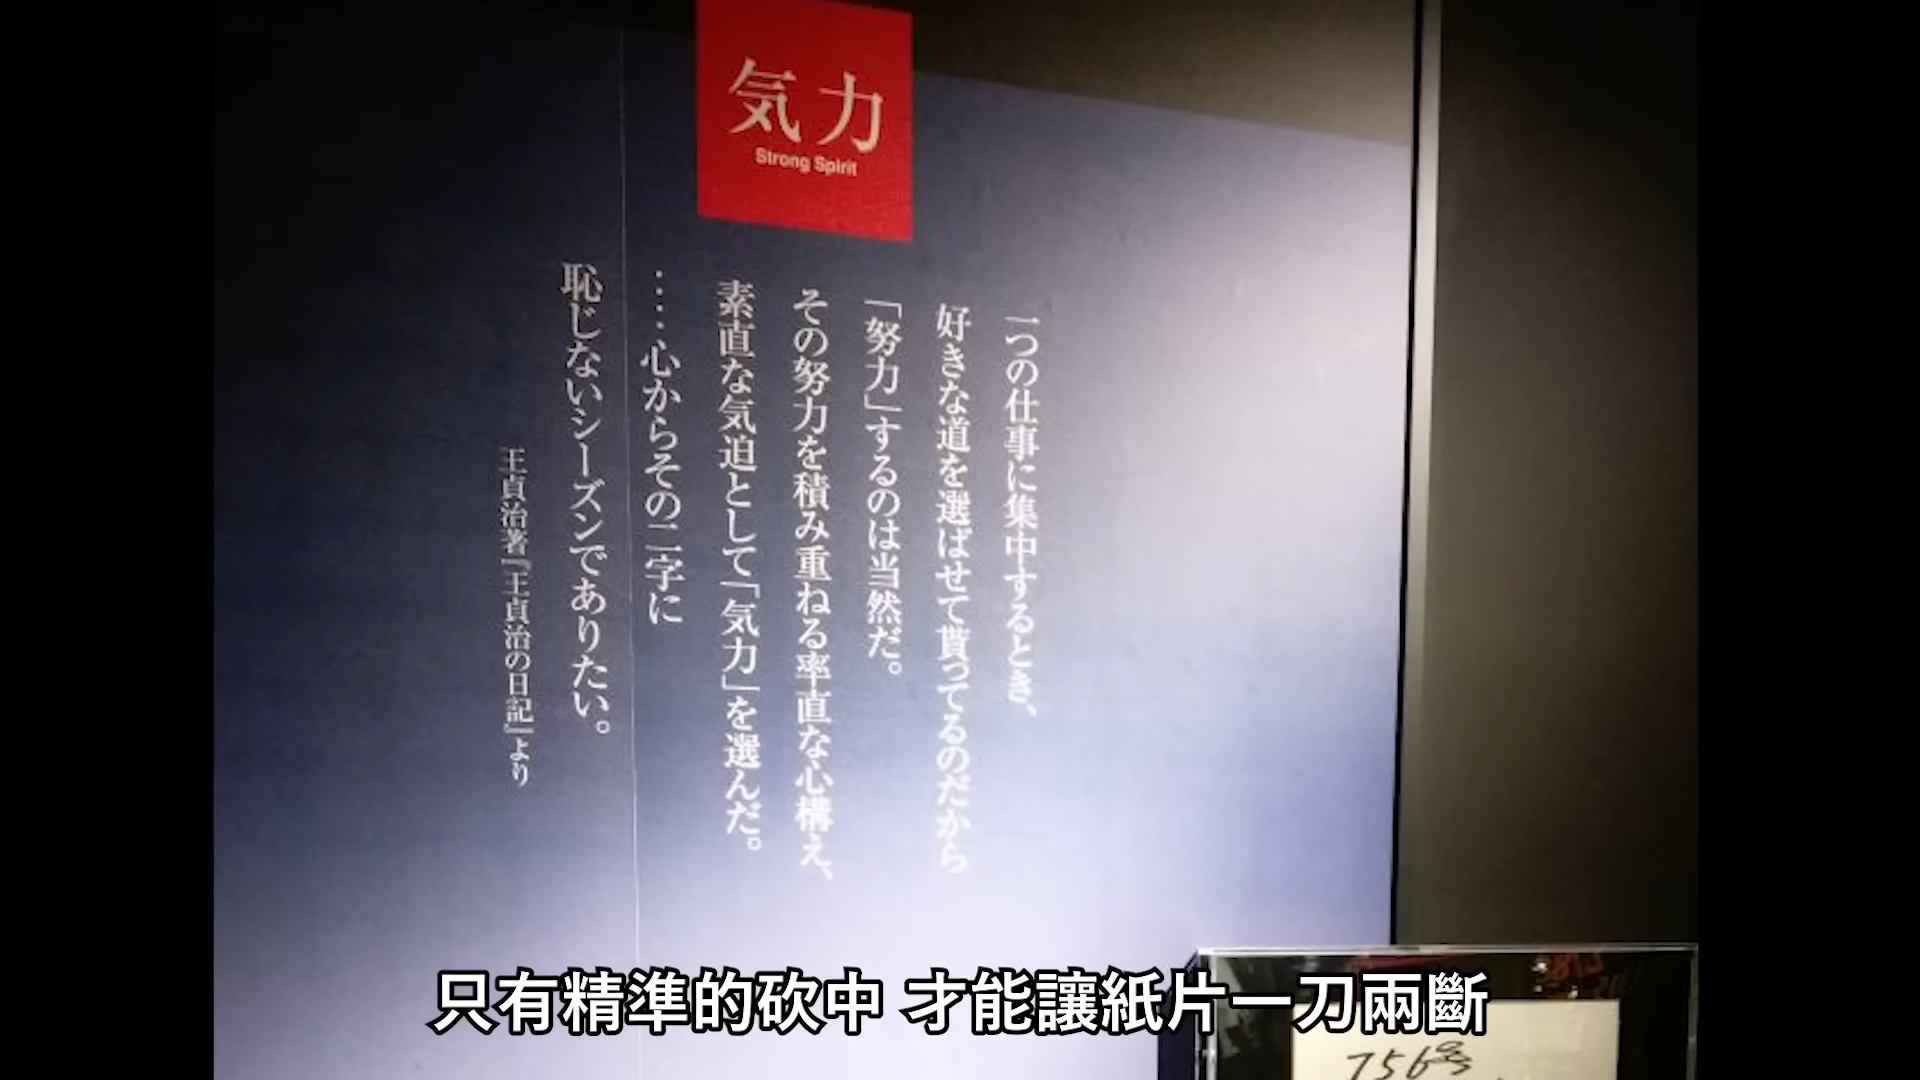 気力
Strong Spirit
一つの仕事に集中するとき、
好きな道を選ばせて貰ってるのだから
「努力」するのは当然だ。
その努力を積み重ねる率直な心構え、
素直な気迫として「気力」を選んだ。
‥‥心からその二字に
恥じないシーズンでありたい。
王貞治著『王貞治の日記』より
756号
只有精準的砍中 才能讓紙片一刀兩斷